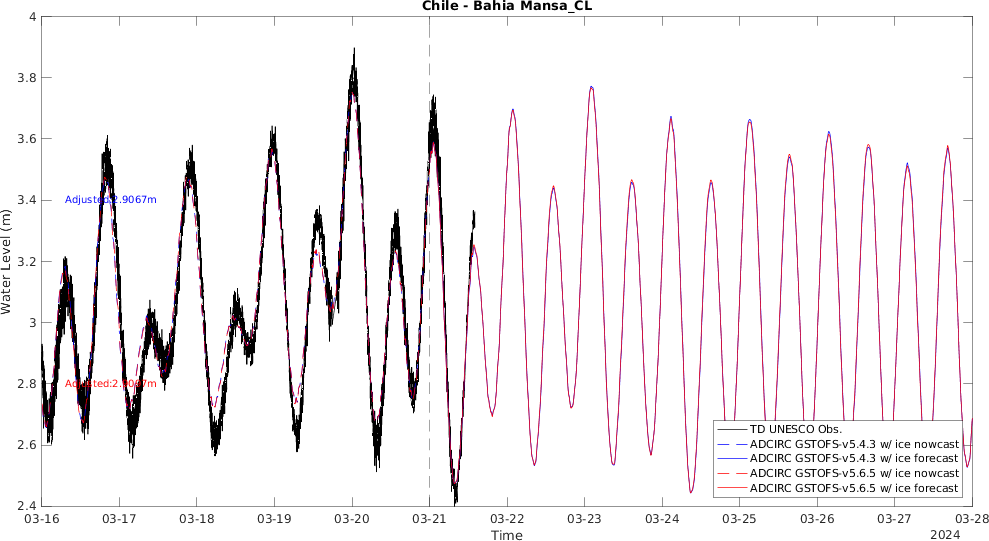 Chile - Bahia Mansa_CL
4
3.8
3.6
3.4
3.2
3
2.8
2.6
2.4
Water Level (m)
Adjusted:2.9067m
Adjusted:2.9067m
TD UNESCO Obs.
ADCIRC GSTOFS-v5.4.3 w/ ice nowcast
ADCIRC GSTOFS-v5.4.3 w/ ice forecast
ADCIRC GSTOFS-v5.6.5 w/ ice nowcast
ADCIRC GSTOFS-v5.6.5 w/ ice forecast
03-16 03-17 03-18 03-19 03-20 03-21 03-22 03-23 03-24 03-25 03-26 03-27 03-28
Time
2024